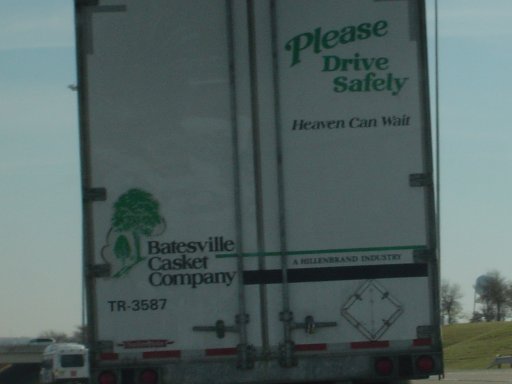 Please
Drive
Safely
Heaven Can Wait
Batesville
Casket
Company
A HILLENBRAND INDUSTRY
TR-3587